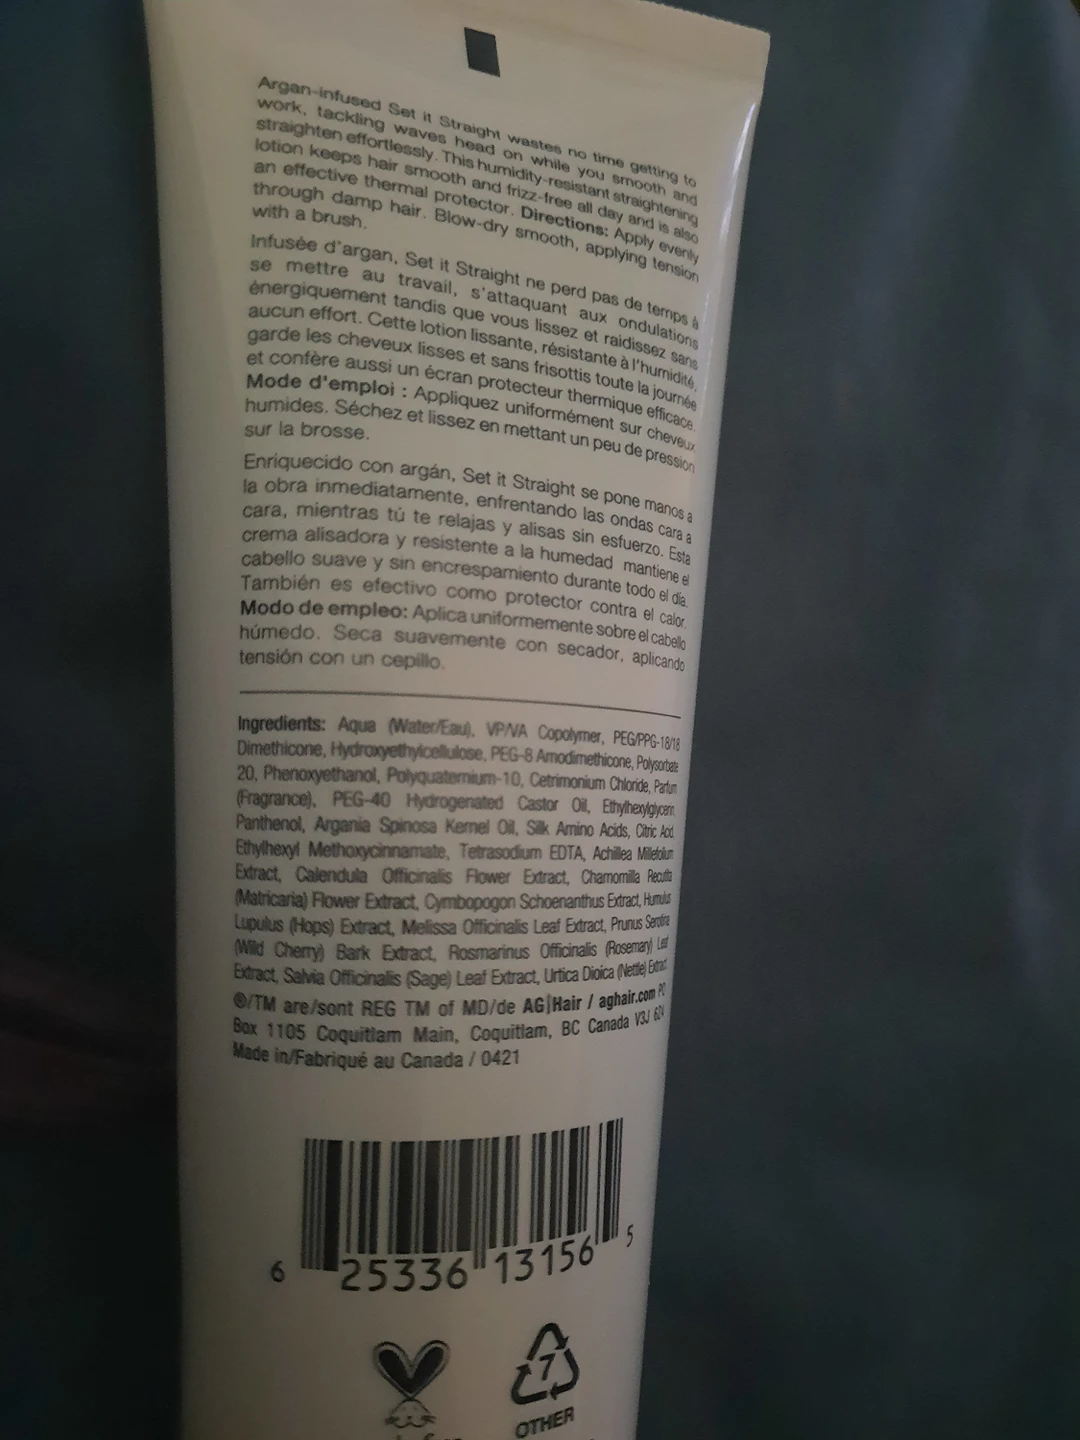 Argan-infused Set it Straight wastes no time getting to
work, tackling waves head on while you smooth and
straighten effortlessly. This humidity-resistant straightening
lotion keeps hair smooth and frizz-free all day and is also
an effective thermal protector. Directions: Apply evenly
through damp hair. Blow-dry smooth, applying tension
with a brush.
Infusée d'argan, Set it Straight ne perd pas de temps à
se mettre au travail, s'attaquant aux ondulations
énergiquement tandis que vous lissez et raidissez sans
aucun effort. Cette lotion lissante, résistante à l'humidité,
garde les cheveux lisses et sans frisottis toute la journée
et confère aussi un écran protecteur thermique efficace.
Mode d'emploi : Appliquez uniformément sur cheveux
humides. Séchez et lissez en mettant un peu de pression
sur la brosse.
Enriquecido con argán, Set it Straight se pone manos a
la obra inmediatamente, enfrentando las ondas cara a
cara, mientras tú te relajas y alisas sin esfuerzo. Esta
crema alisadora y resistente a la humedad mantiene el
cabello suave y sin encrespamiento durante todo el día.
También es efectivo como protector contra el calor.
Modo de empleo: Aplica uniformemente sobre el cabello
húmedo. Seca suavemente con secador, aplicando
tensión con un cepillo.
Ingredients: Aqua (Water/Eau), VP/VA Copolymer, PEG/PPG-18/18
Dimethicone, Hydroxyethylcellulose, PEG-8 Amodimethicone, Polysorbate
20, Phenoxyethanol, Polyquaternium-10, Cetrimonium Chloride, Parfum
(Fragrance), PEG-40 Hydrogenated Castor Oil, Ethylhexylglycerin,
Panthenol, Argania Spinosa Kernel Oil, Silk Amino Acids, Citric Acid,
Ethylhexyl Methoxycinnamate, Tetrasodium EDTA, Achillea Millefolium
Extract, Calendula Officinalis Flower Extract, Chamomilla Recutita
(Matricaria) Flower Extract, Cymbopogon Schoenanthus Extract, Humulus
Lupulus (Hops) Extract, Melissa Officinalis Leaf Extract, Prunus Serotina
(Wild Cherry) Bark Extract, Rosmarinus Officinalis (Rosemary) Leaf
Extract, Salvia Officinalis (Sage) Leaf Extract, Urtica Dioica (Nettle) Extract.
®/TM are/sont REG TM of MD/de AG|Hair / aghair.com PO
Box 1105 Coquitlam Main, Coquitlam, BC Canada V3J 6Z4
Made in/Fabriqué au Canada / 0421
6 25336 13156 5
7
OTHER